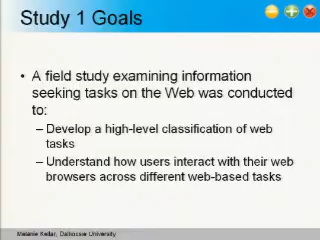 Study 1 Goals
• A field study examining information
seeking tasks on the Web was conducted
to:
– Develop a high-level classification of web
tasks
– Understand how users interact with their web
browsers across different web-based tasks
Melanie Kellar, Dalhousie University